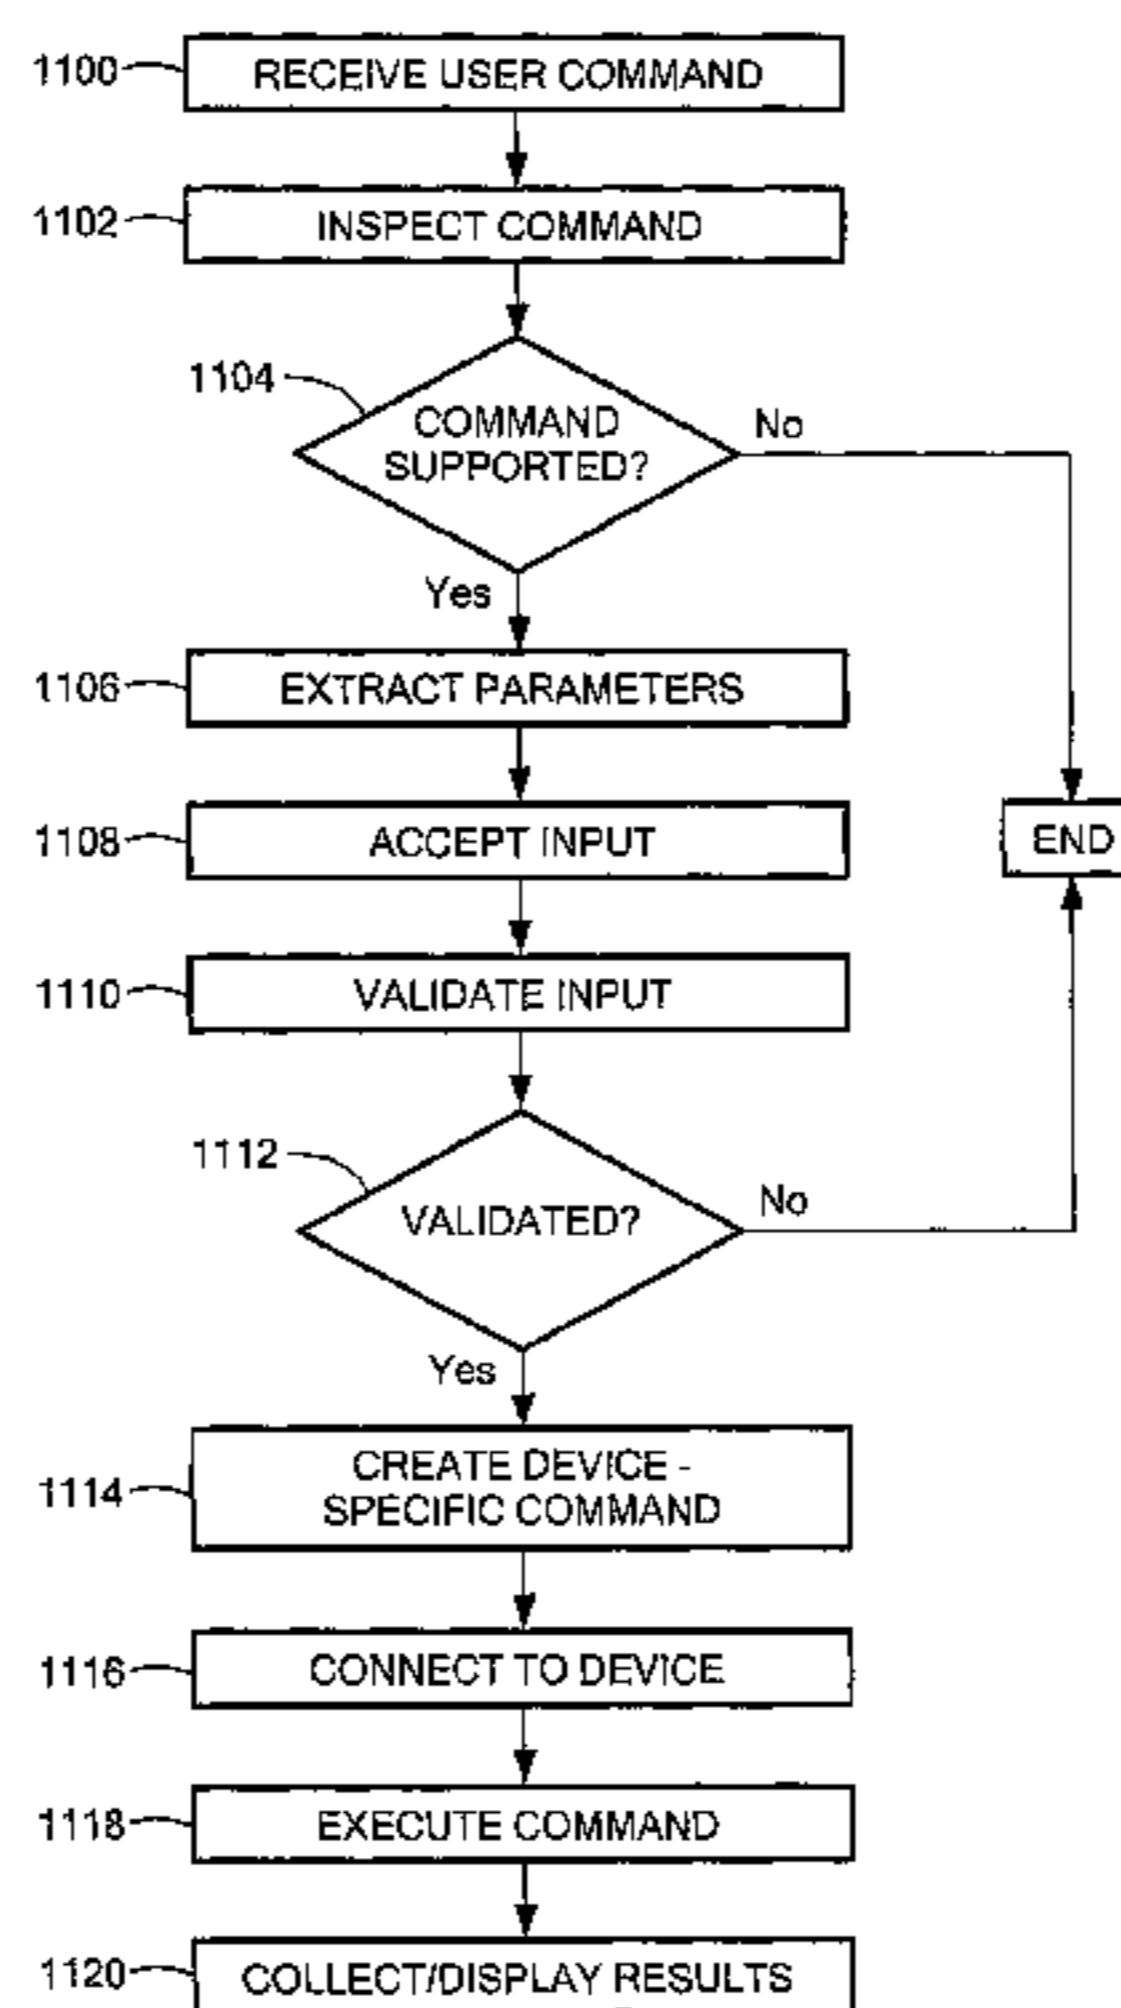 1100
RECEIVE USER COMMAND
1102
INSPECT COMMAND
1104
COMMAND
SUPPORTED?
No
Yes
1106
EXTRACT PARAMETERS
1108
ACCEPT INPUT
END
1110
VALIDATE INPUT
1112
VALIDATED?
No
Yes
1114
CREATE DEVICE -
SPECIFIC COMMAND
1116
CONNECT TO DEVICE
1118
EXECUTE COMMAND
1120
COLLECT/DISPLAY RESULTS